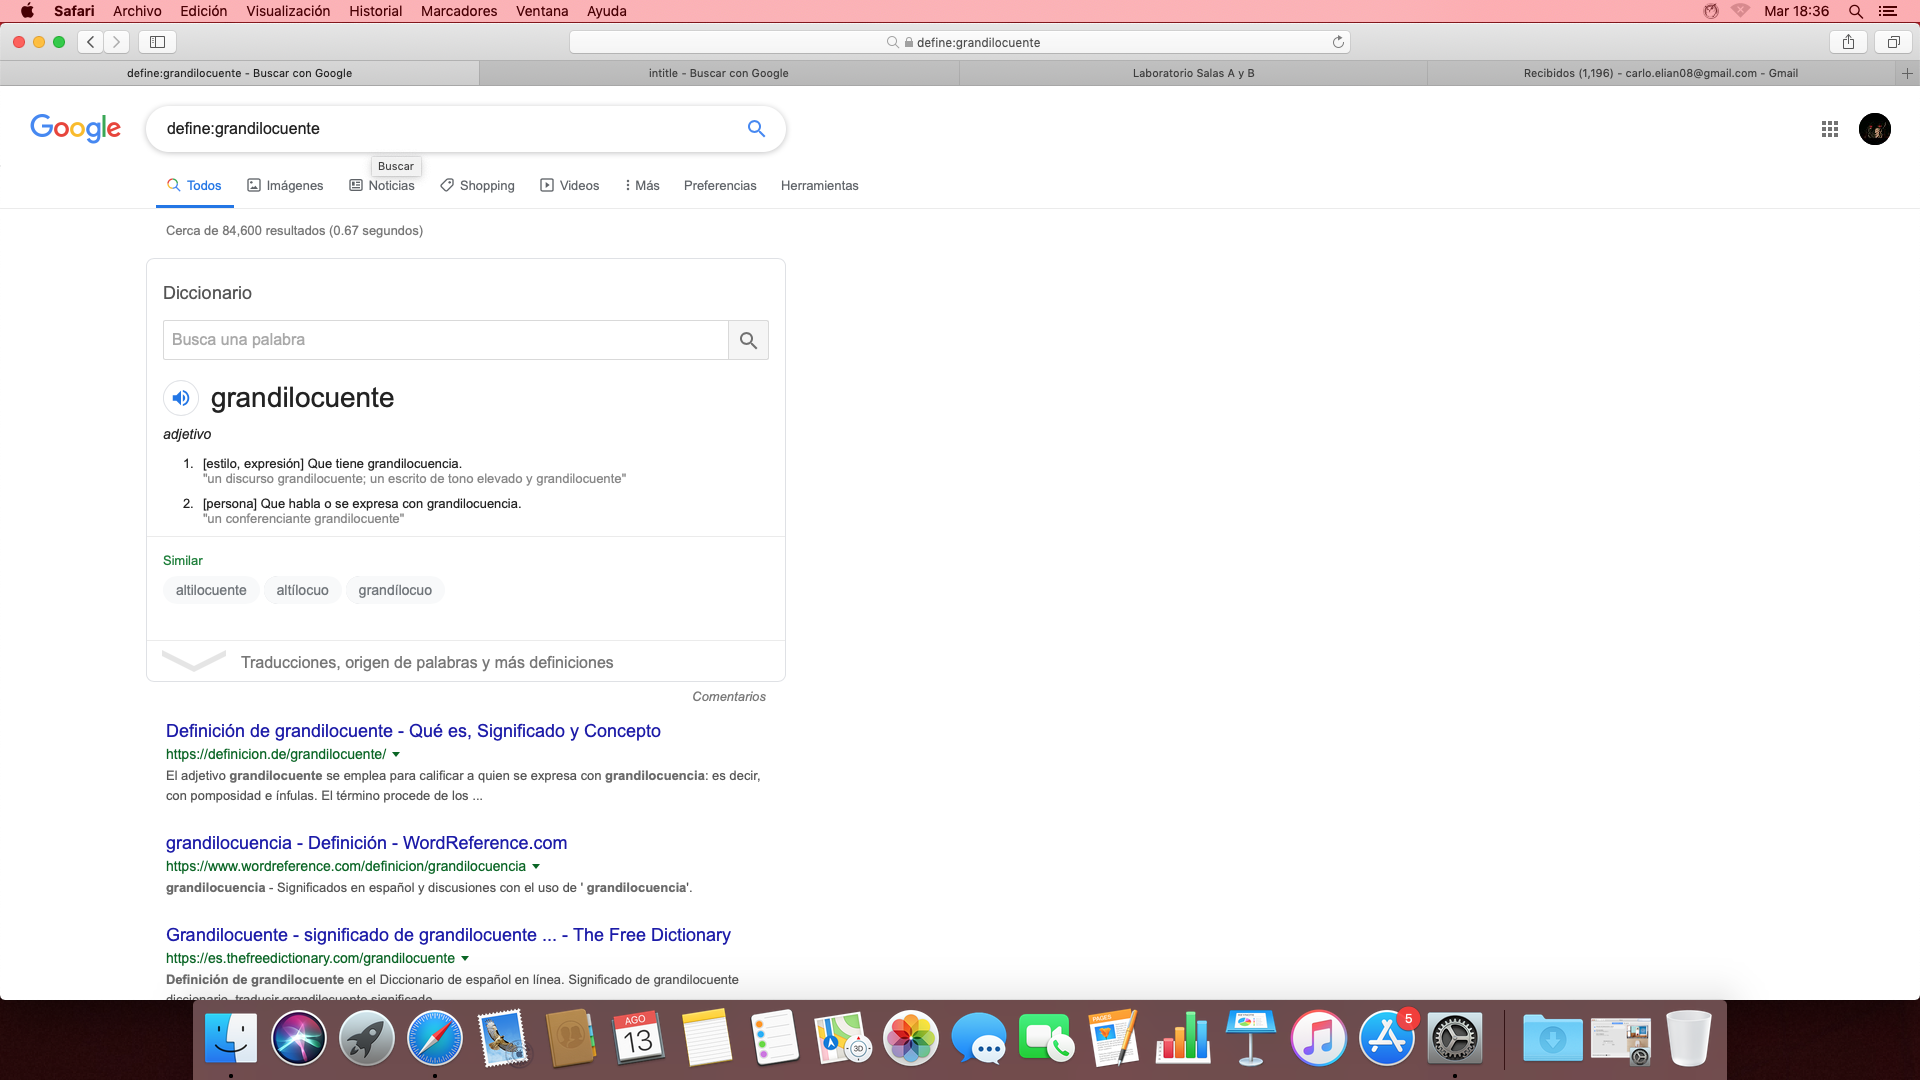 Safari Archivo Edición Visualización Historial Marcadores Ventana Ayuda Mar 18:36
define:grandilocuente
define:grandilocuente - Buscar con Google intitle - Buscar con Google Laboratorio Salas A y B Recibidos (1,196) - carlo.elian08@gmail.com - Gmail
Google define:grandilocuente
Buscar
Todos Imágenes Noticias Shopping Videos Más Preferencias Herramientas
Cerca de 84,600 resultados (0.67 segundos)
Diccionario
Busca una palabra
grandilocuente
adjetivo
1. [estilo, expresión] Que tiene grandilocuencia.
"un discurso grandilocuente; un escrito de tono elevado y grandilocuente"
2. [persona] Que habla o se expresa con grandilocuencia.
"un conferenciante grandilocuente"
Similar
altilocuente altílocuo grandílocuo
Traducciones, origen de palabras y más definiciones
Comentarios
Definición de grandilocuente - Qué es, Significado y Concepto
https://definicion.de/grandilocuente/
El adjetivo grandilocuente se emplea para calificar a quien se expresa con grandilocuencia: es decir,
con pomposidad e ínfulas. El término procede de los ...
grandilocuencia - Definición - WordReference.com
https://www.wordreference.com/definicion/grandilocuencia
grandilocuencia - Significados en español y discusiones con el uso de ' grandilocuencia'.
Grandilocuente - significado de grandilocuente ... - The Free Dictionary
https://es.thefreedictionary.com/grandilocuente
Definición de grandilocuente en el Diccionario de español en línea. Significado de grandilocuente
diccionario. traducir grandilocuente significado
AGO
13
3D
PAGES
5